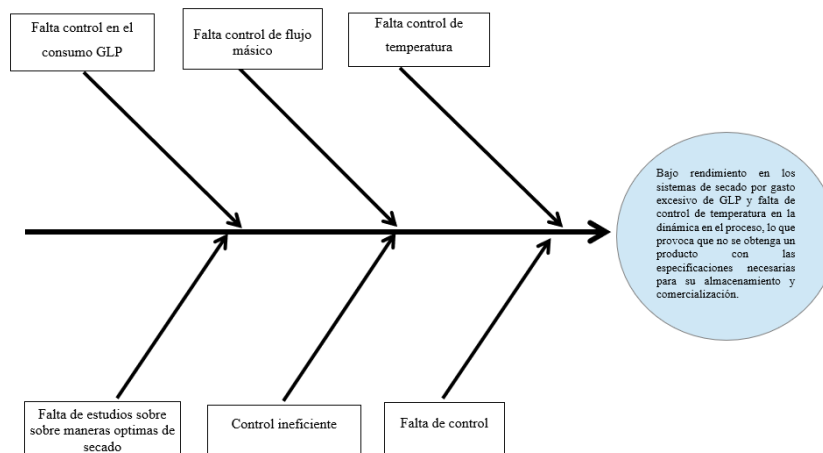 Falta control en el
consumo GLP
Falta control de flujo
másico
Falta control de
temperatura
Bajo rendimiento en los
sistemas de secado por gasto
excesivo de GLP y falta de
control de temperatura en la
dinámica en el proceso, lo que
provoca que no se obtenga un
producto con las
especificaciones necesarias
para su almacenamiento y
comercialización.
Falta de estudios sobre
sobre maneras optimas de
secado
Control ineficiente
Falta de control